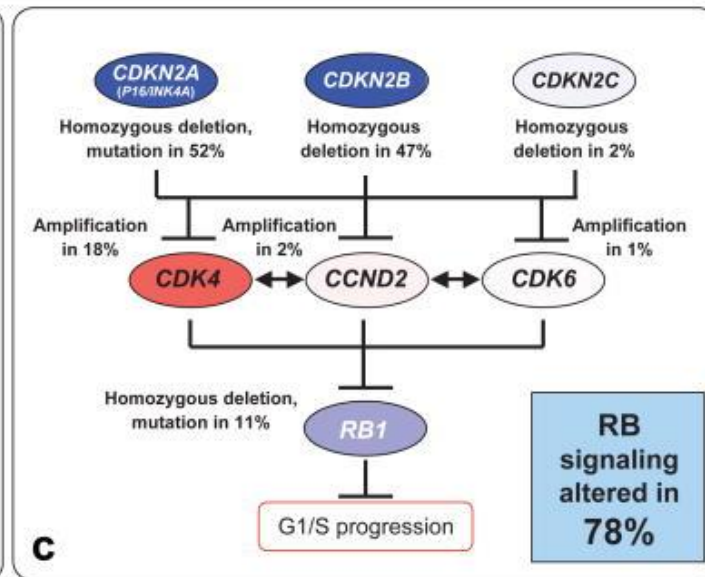 CDKN2A
(P16/INK4A)
Homozygous deletion,
mutation in 52%
CDKN2B
Homozygous
deletion in 47%
CDKN2C
Homozygous
deletion in 2%
Amplification
in 18%
Amplification
in 2%
Amplification
in 1%
CDK4
CCND2
CDK6
Homozygous deletion,
mutation in 11%
RB1
G1/S progression
RB
signaling
altered in
78%
c